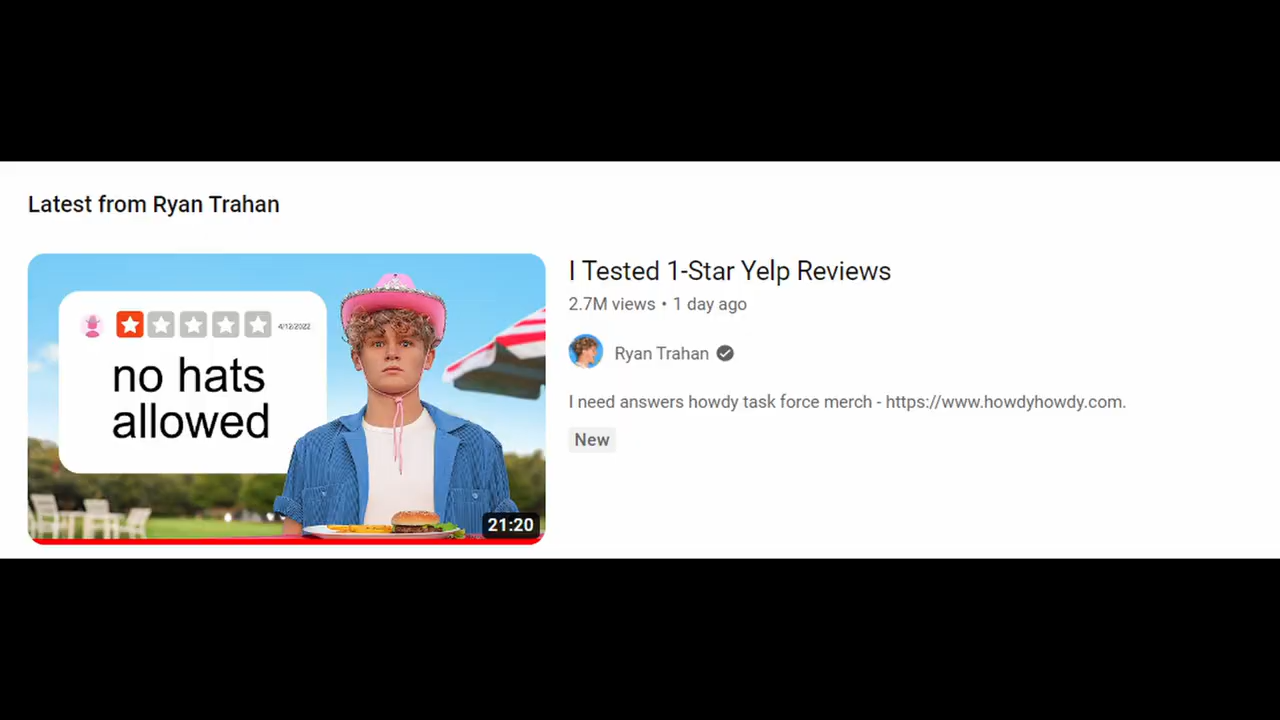 Latest from Ryan Trahan
4/12/2022
no hats
allowed
21:20
I Tested 1-Star Yelp Reviews
2.7M views • 1 day ago
Ryan Trahan
I need answers howdy task force merch - https://www.howdyhowdy.com.
New